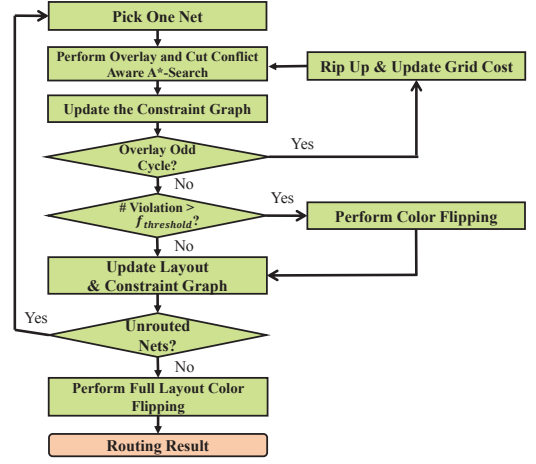 Pick One Net
Perform Overlay and Cut Conflict
Aware A*-Search
Rip Up & Update Grid Cost
Update the Constraint Graph
Overlay Odd
Cycle?
Yes
No
# Violation >
f_threshold?
Yes
Perform Color Flipping
No
Update Layout
& Constraint Graph
Yes
Unrouted
Nets?
No
Perform Full Layout Color
Flipping
Routing Result